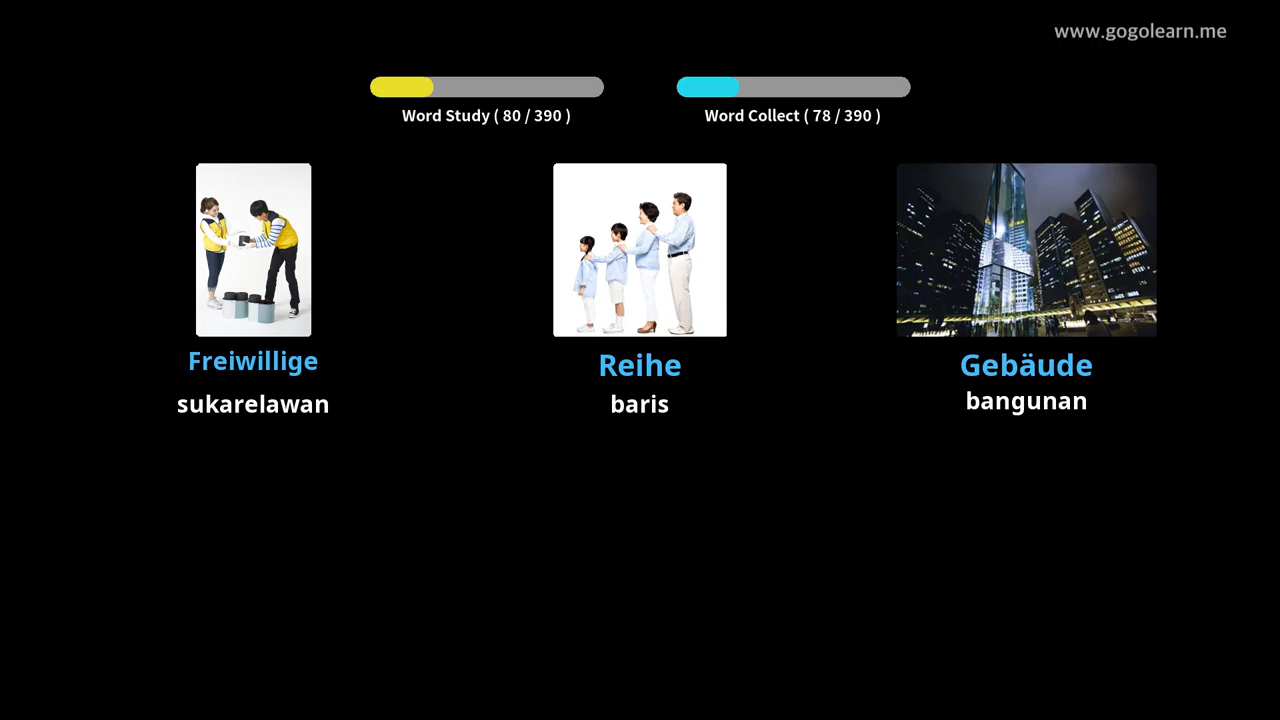 www.gogolearn.me
Word Study ( 80 / 390 )
Word Collect ( 78 / 390 )
Freiwillige
sukarelawan
Reihe
baris
Gebäude
bangunan